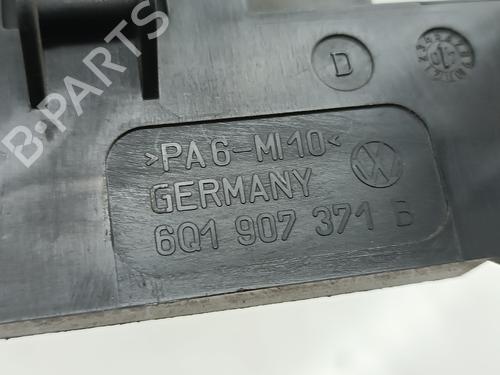 B-PARTS
D
>PA6-MI10<
GERMANY
6Q1 907 371 B